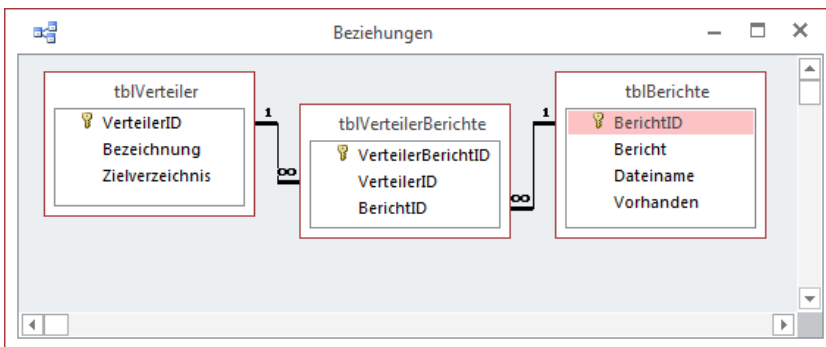 Beziehungen
tblVerteiler
VerteilerID
Bezeichnung
Zielverzeichnis
1
∞
tblVerteilerBerichte
VerteilerBerichtID
VerteilerID
BerichtID
1
∞
tblBerichte
BerichtID
Bericht
Dateiname
Vorhanden